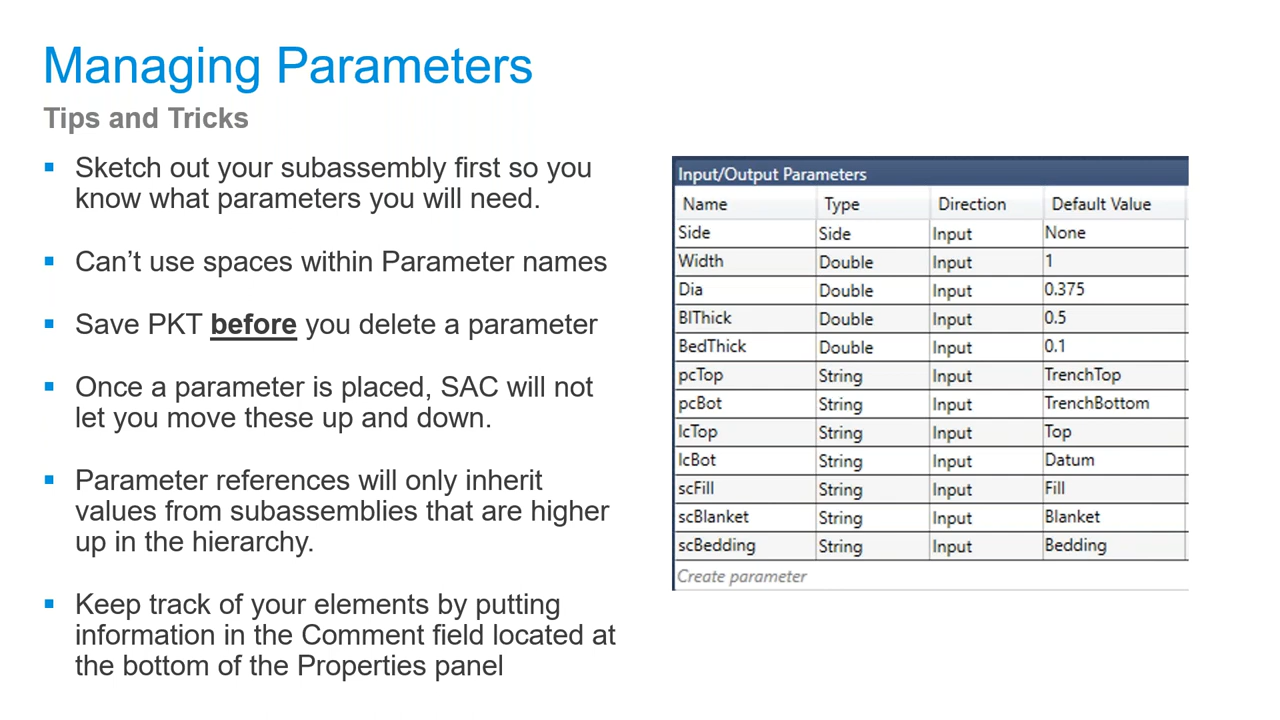 Managing Parameters
Tips and Tricks
Sketch out your subassembly first so you
know what parameters you will need.
Can’t use spaces within Parameter names
Save PKT before you delete a parameter
Once a parameter is placed, SAC will not
let you move these up and down.
Parameter references will only inherit
values from subassemblies that are higher
up in the hierarchy.
Keep track of your elements by putting
information in the Comment field located at
the bottom of the Properties panel
Input/Output Parameters
Name Type Direction Default Value
Side Side Input None
Width Double Input 1
Dia Double Input 0.375
BlThick Double Input 0.5
BedThick Double Input 0.1
pcTop String Input TrenchTop
pcBot String Input TrenchBottom
lcTop String Input Top
lcBot String Input Datum
scFill String Input Fill
scBlanket String Input Blanket
scBedding String Input Bedding
Create parameter